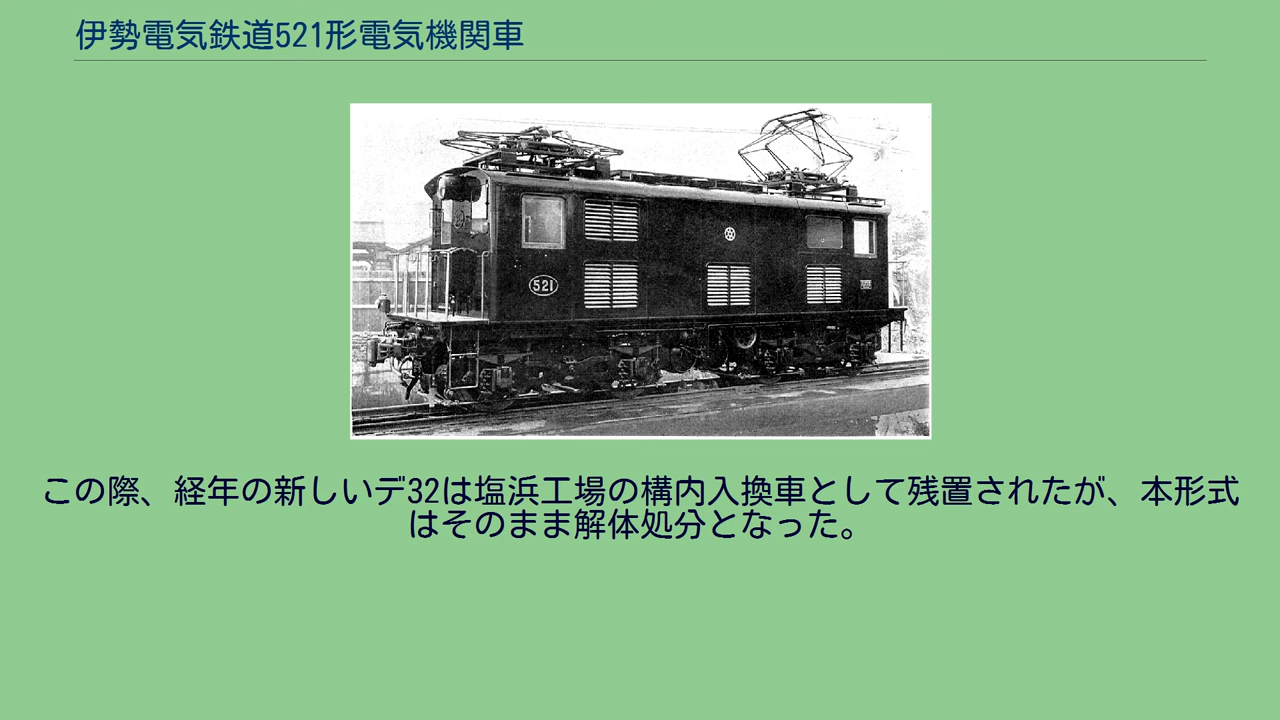 伊勢電気鉄道521形電気機関車
521
この際、経年の新しいデ32は塩浜工場の構内入換車として残置されたが、本形式
はそのまま解体処分となった。